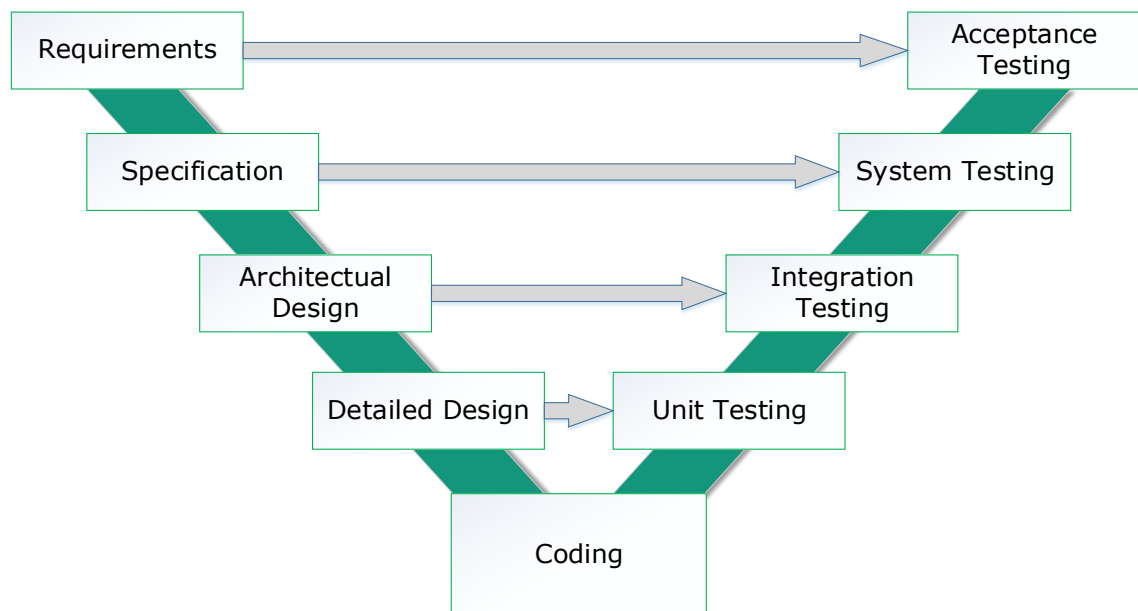 Requirements
Acceptance
Testing
Specification
System Testing
Architectual
Design
Integration
Testing
Detailed Design
Unit Testing
Coding